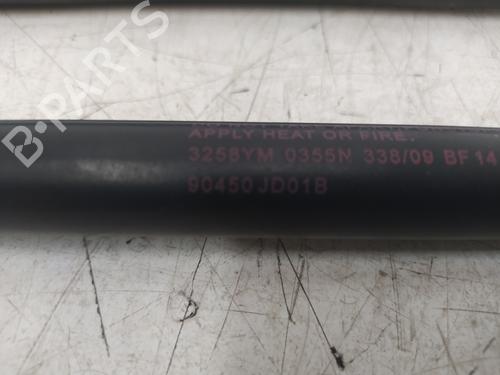 APPLY HEAT OR FIRE.
3258YM 0355N 338/09 BF 14
90450JD01B
B-PARTS